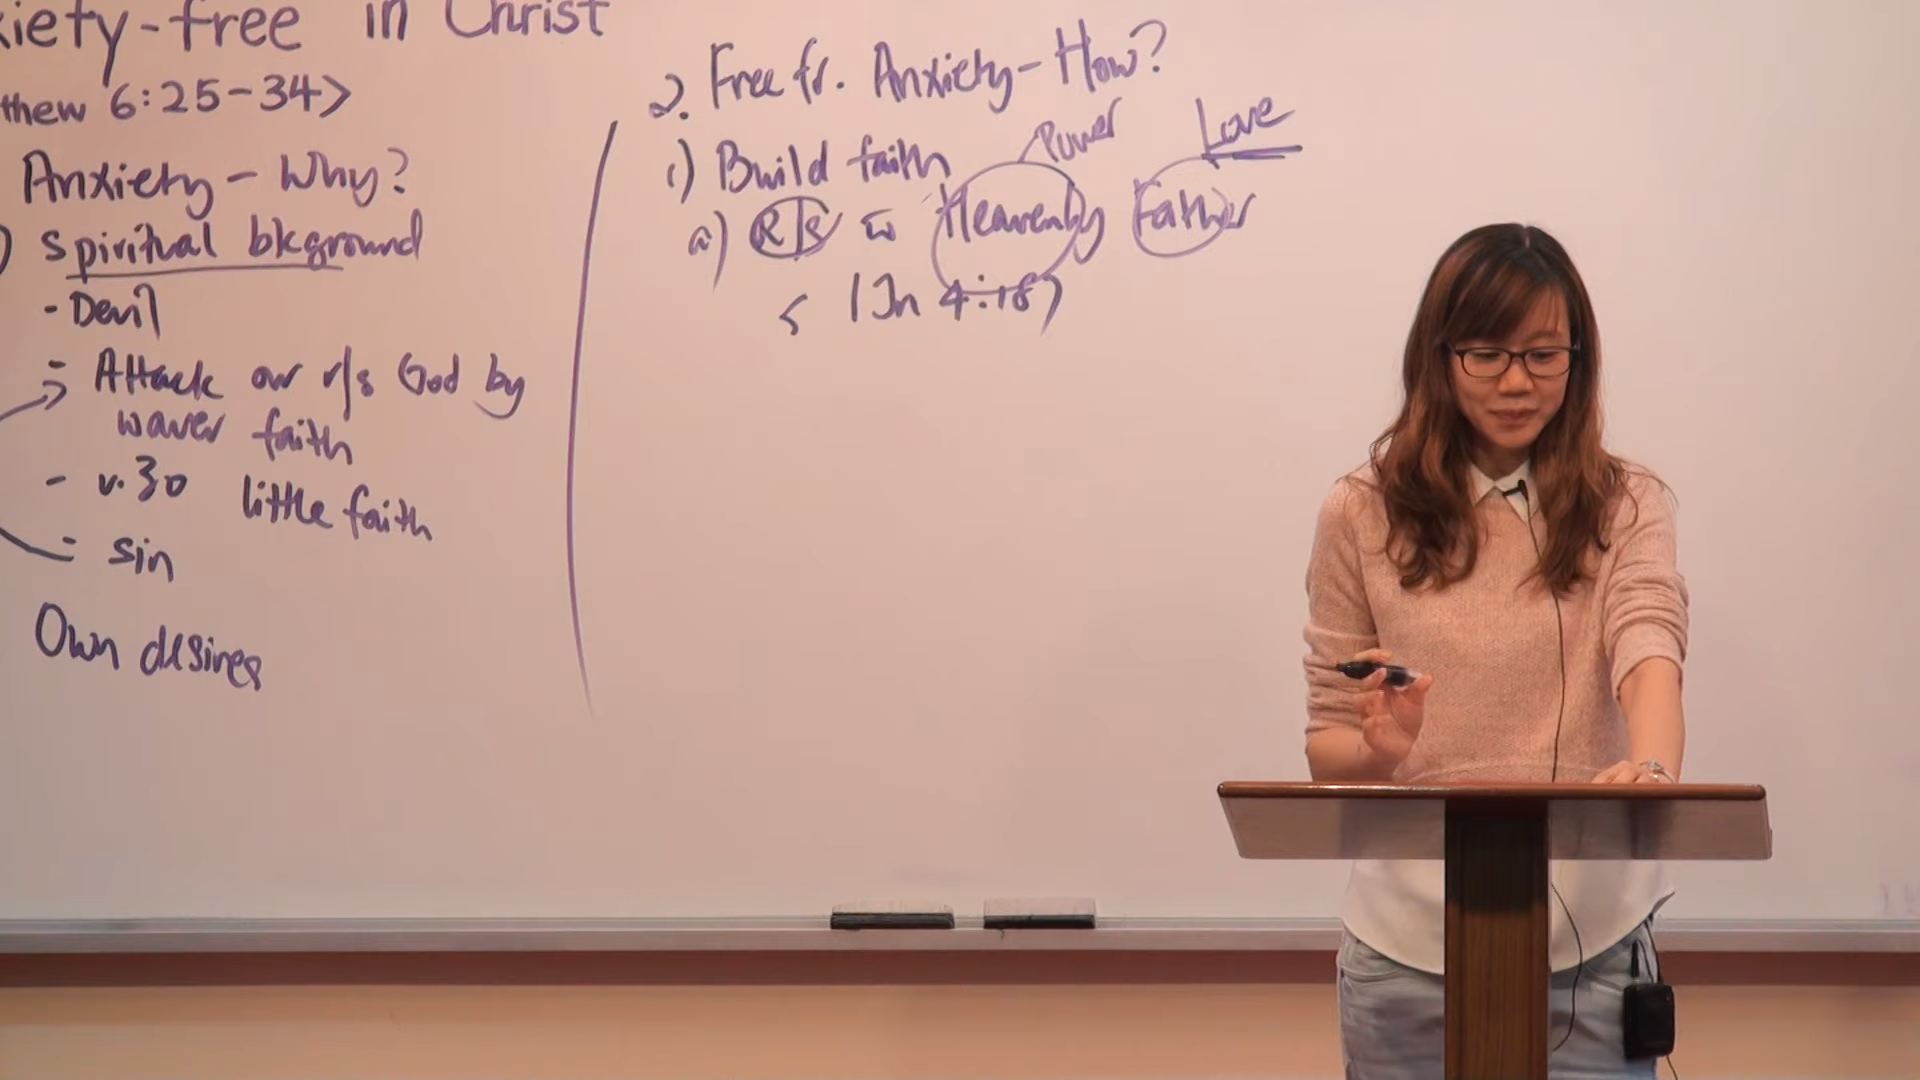 xiety-free in Christ
thew 6:25-34>
Anxiety - Why?
) Spiritual bkground
- Devil
- Attack our r/s God by
waver faith
- v.30 little faith
- sin
Own desires
2. Free fr. Anxiety - How?
1) Build faith
Power
Love
a) R/S w Heavenly Father
< 1Jn 4:18>